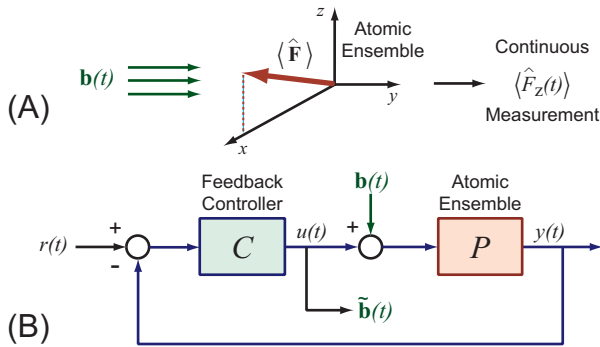 z
Atomic
Ensemble
⟨F̂⟩
b(t)
y
x
Continuous
⟨F̂z(t)⟩
Measurement
(A)
Feedback
Controller
b(t)
Atomic
Ensemble
r(t)
+
-
C
u(t)
+
P
y(t)
b̃(t)
(B)